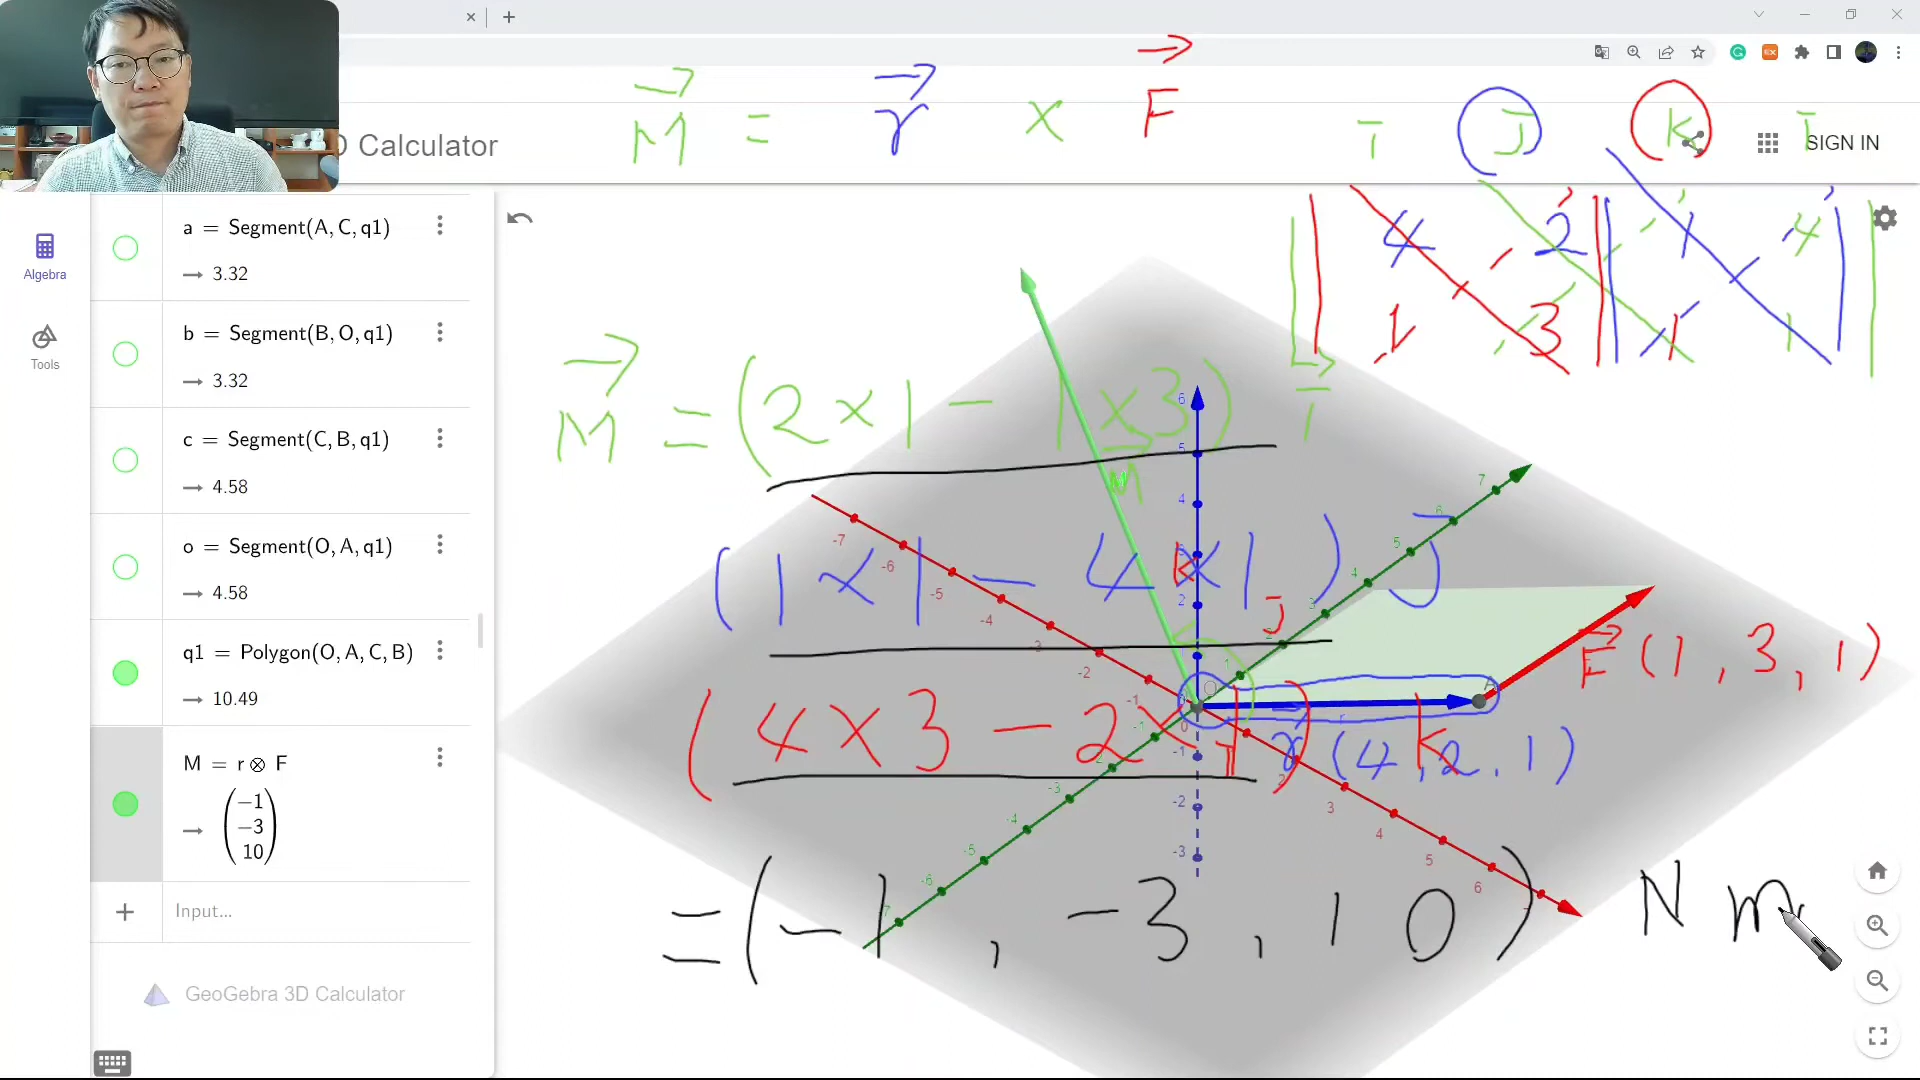 M = r × F
D Calculator
i J K i
SIGN IN
a = Segment(A, C, q1)
→ 3.32
b = Segment(B, O, q1)
→ 3.32
c = Segment(C, B, q1)
→ 4.58
o = Segment(O, A, q1)
→ 4.58
q1 = Polygon(O, A, C, B)
→ 10.49
M = r ⊗ F
→ (−1 −3 10)
Input...
GeoGebra 3D Calculator
Algebra
Tools
4 2 1 4
1 3 1 1
M = (2 × 1 − 1 × 3) i
M
(1 × 1 − 4 × 1) J
K
J
(4 × 3 − 2 × 1) K
F (1, 3, 1)
r (4, 2, 1)
O
A
= (−1, −3, 10) N m